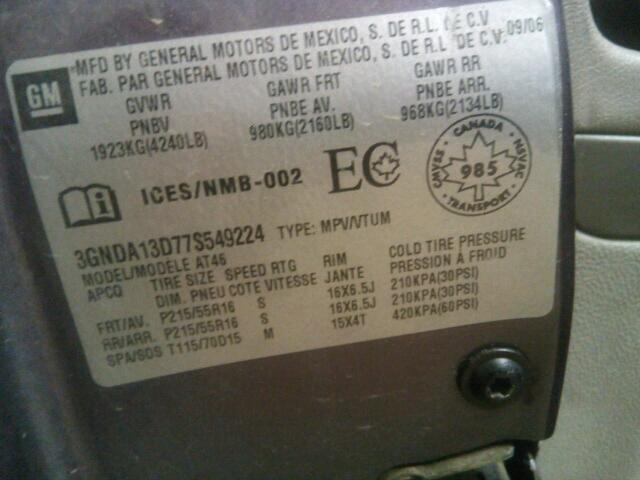 GM
MFD BY GENERAL MOTORS DE MEXICO, S. DE R.L. DE C.V
FAB. PAR GENERAL MOTORS DE MEXICO, S. DE R.L DE C.V. 09/06
GVWR GAWR FRT GAWR RR
PNBV PNBE AV. PNBE ARR.
1923KG(4240LB) 980KG(2160LB) 968KG(2134LB)
i ICES/NMB-002 EC
CANADA
CMVSS 985 NSVAC
TRANSPORT
3GNDA13D77S549224 TYPE: MPV/VTUM
MODEL/MODÈLE AT46
APCQ TIRE SIZE SPEED RTG RIM COLD TIRE PRESSURE
DIM. PNEU COTE VITESSE JANTE PRESSION À FROID
FRT/AV. P215/55R16 S 16X6.5J 210KPA(30PSI)
RR/ARR. P215/55R16 S 16X6.5J 210KPA(30PSI)
SPA/SOS T115/70D15 M 15X4T 420KPA(60PSI)